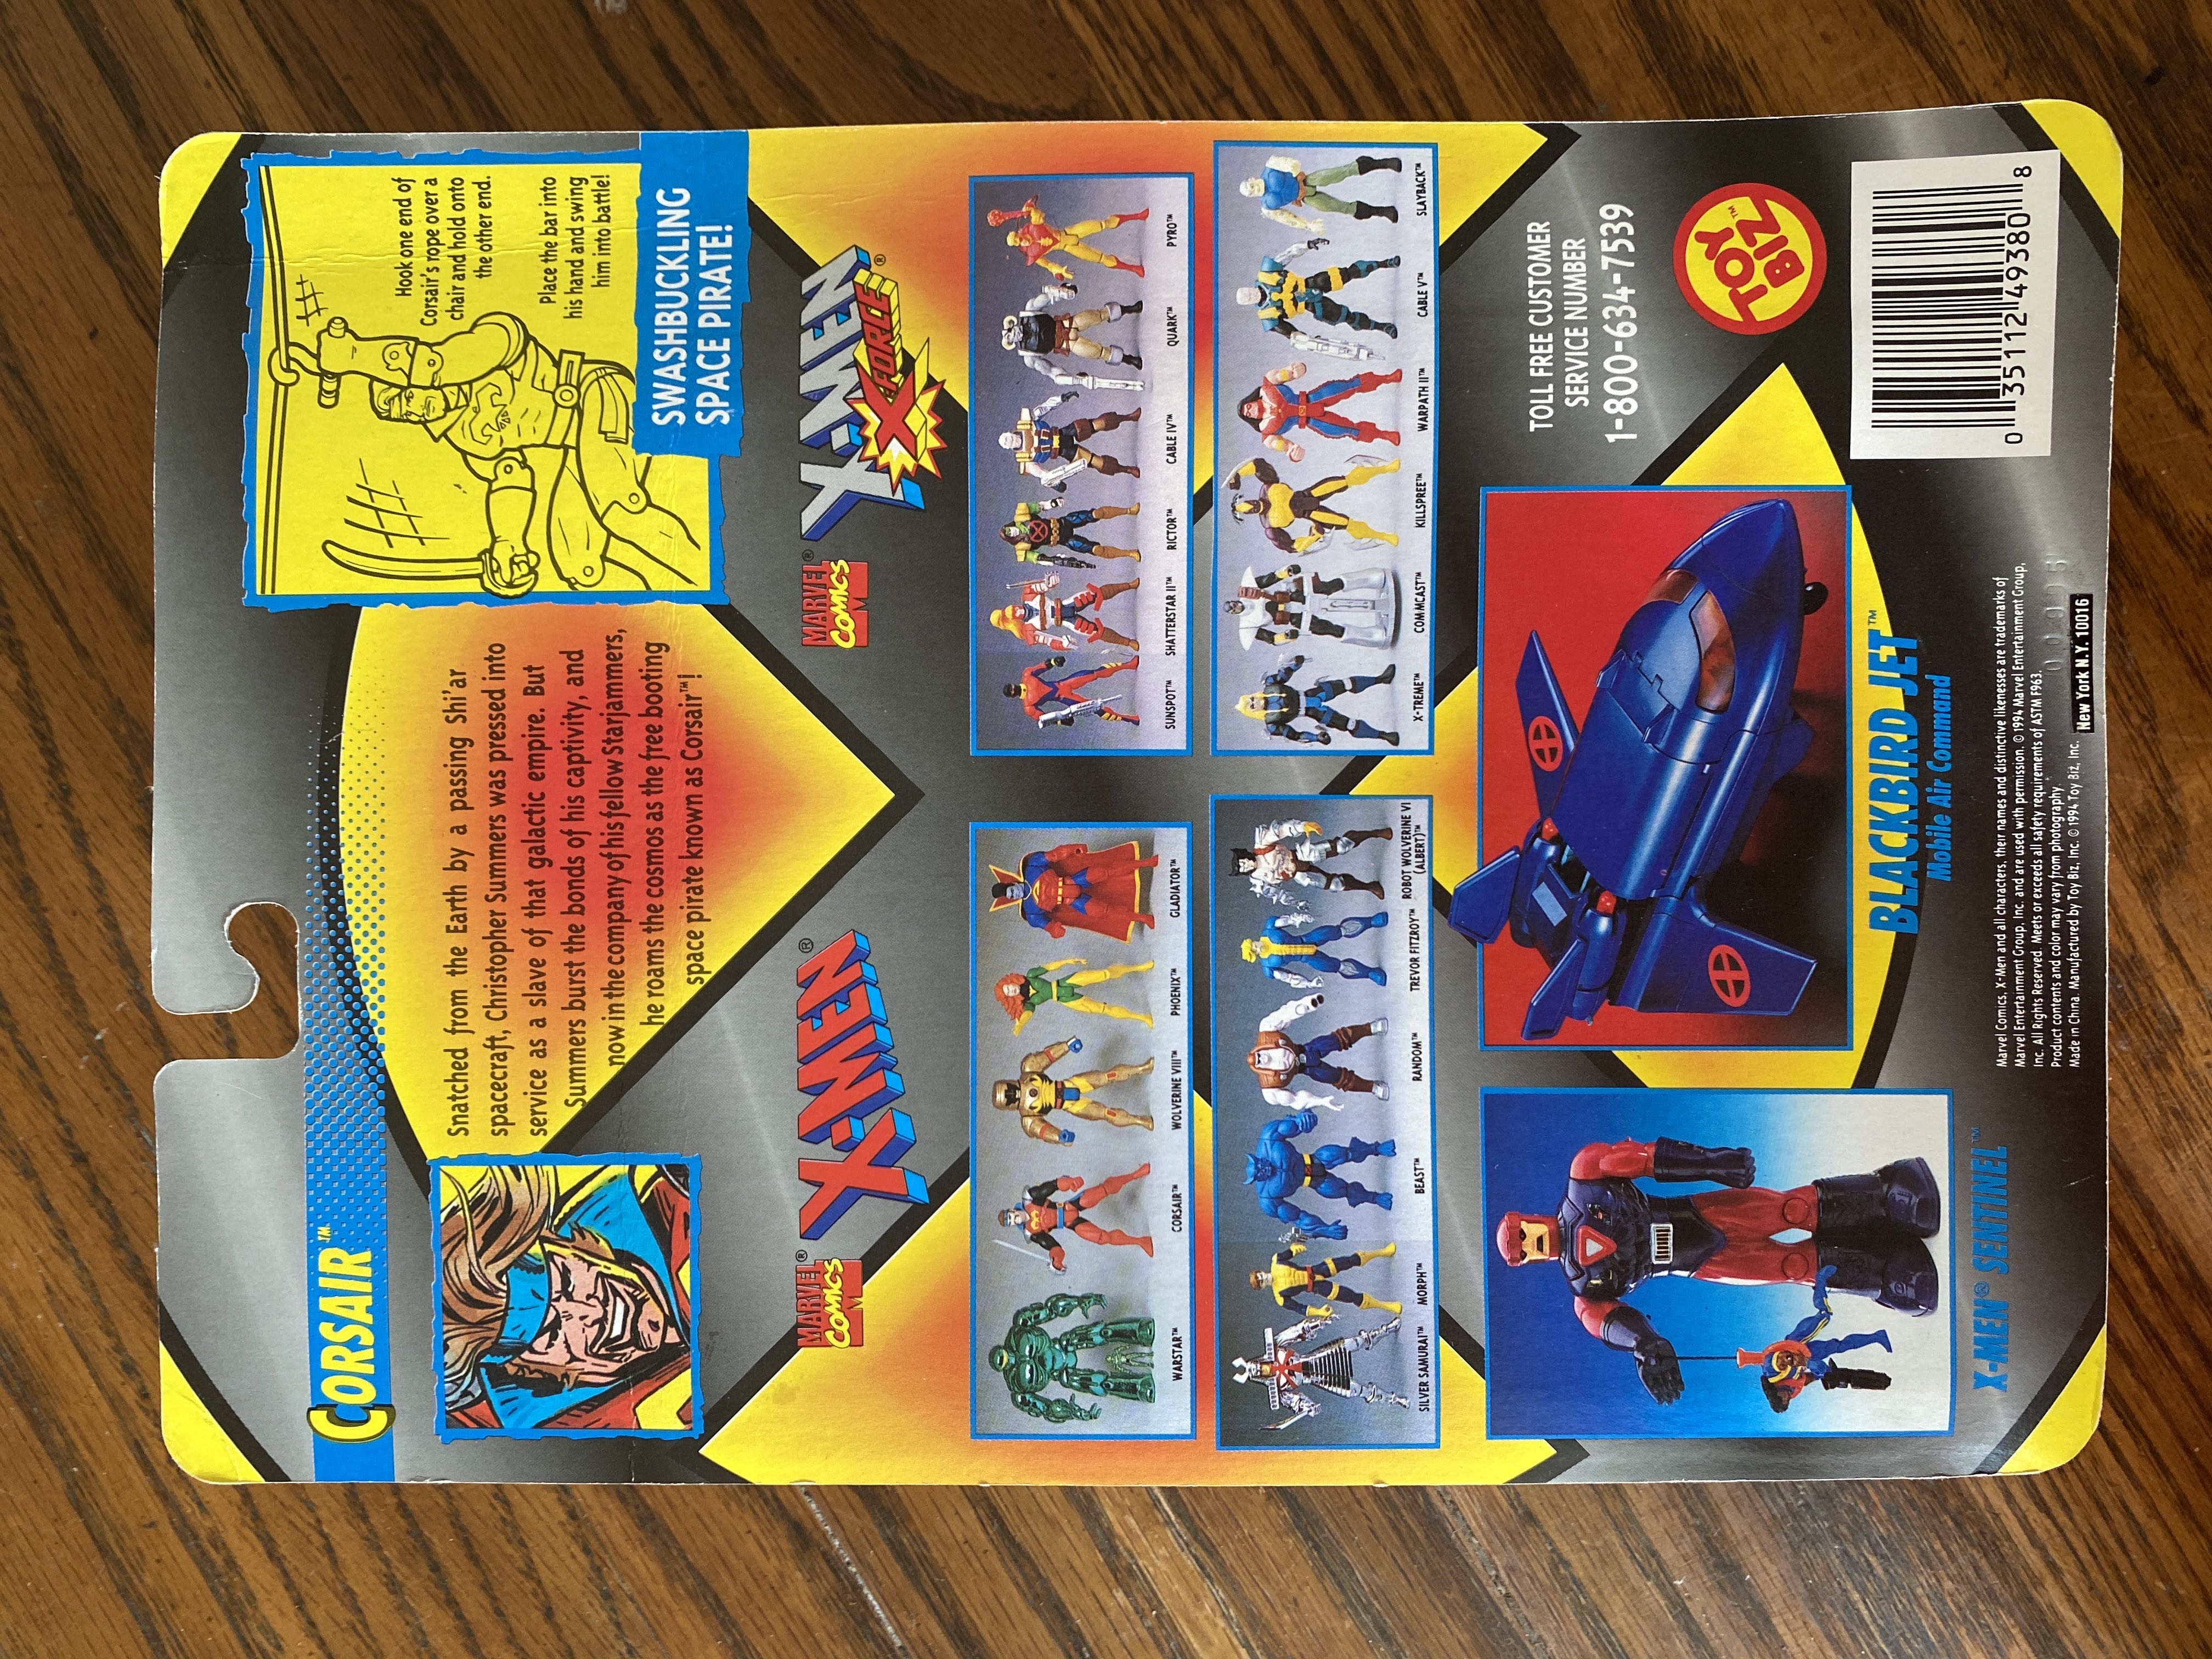 CORSAIR™
Snatched from the Earth by a passing Shi'ar
spacecraft, Christopher Summers was pressed into
service as a slave of that galactic empire. But
Summers burst the bonds of his captivity, and
now in the company of his fellow Starjammers,
he roams the cosmos as the free booting
space pirate known as Corsair™!
Hook one end of
Corsair's rope over a
chair and hold onto
the other end.
Place the bar into
his hand and swing
him into battle!
SWASHBUCKLING
SPACE PIRATE!
MARVEL®
COMICS
X-MEN®
WARSTAR™ CORSAIR™ WOLVERINE VIII™ PHOENIX™ GLADIATOR™
SILVER SAMURAI™ MORPH™ BEAST™ RANDOM™ TREVOR FITZROY™ ROBOT WOLVERINE VI
(ALBERT)™
MARVEL®
COMICS
X-MEN®
X FORCE
SUNSPOT™ SHATTERSTAR II™ RICTOR™ CABLE IV™ QUARK™ PYRO™
X-TREME™ COMMCAST™ KILLSPREE™ WARPATH II™ CABLE V™ SLAYBACK™
X-MEN® SENTINEL™
BLACKBIRD JET™
Mobile Air Command
TOLL FREE CUSTOMER
SERVICE NUMBER
1-800-634-7539
TOY
BIZ™
0 35112 49380 8
Marvel Comics, X-Men and all characters, their names and distinctive likenesses are trademarks of
Marvel Entertainment Group, Inc. and are used with permission. © 1994 Marvel Entertainment Group,
Inc. All Rights Reserved. Meets or exceeds all safety requirements of ASTM F963.
Product contents and color may vary from photography.
Made in China. Manufactured by Toy Biz, Inc. © 1994 Toy Biz, Inc. New York N.Y. 10016